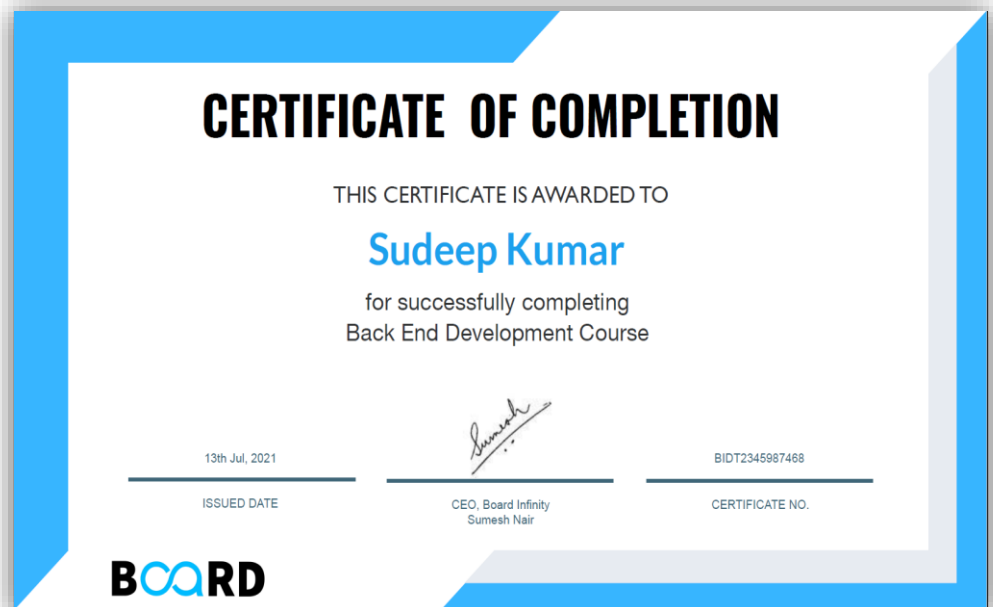 CERTIFICATE OF COMPLETION
THIS CERTIFICATE IS AWARDED TO
Sudeep Kumar
for successfully completing
Back End Development Course
Sumesh
13th Jul, 2021
BIDT2345987468
ISSUED DATE
CEO, Board Infinity
Sumesh Nair
CERTIFICATE NO.
BOARD